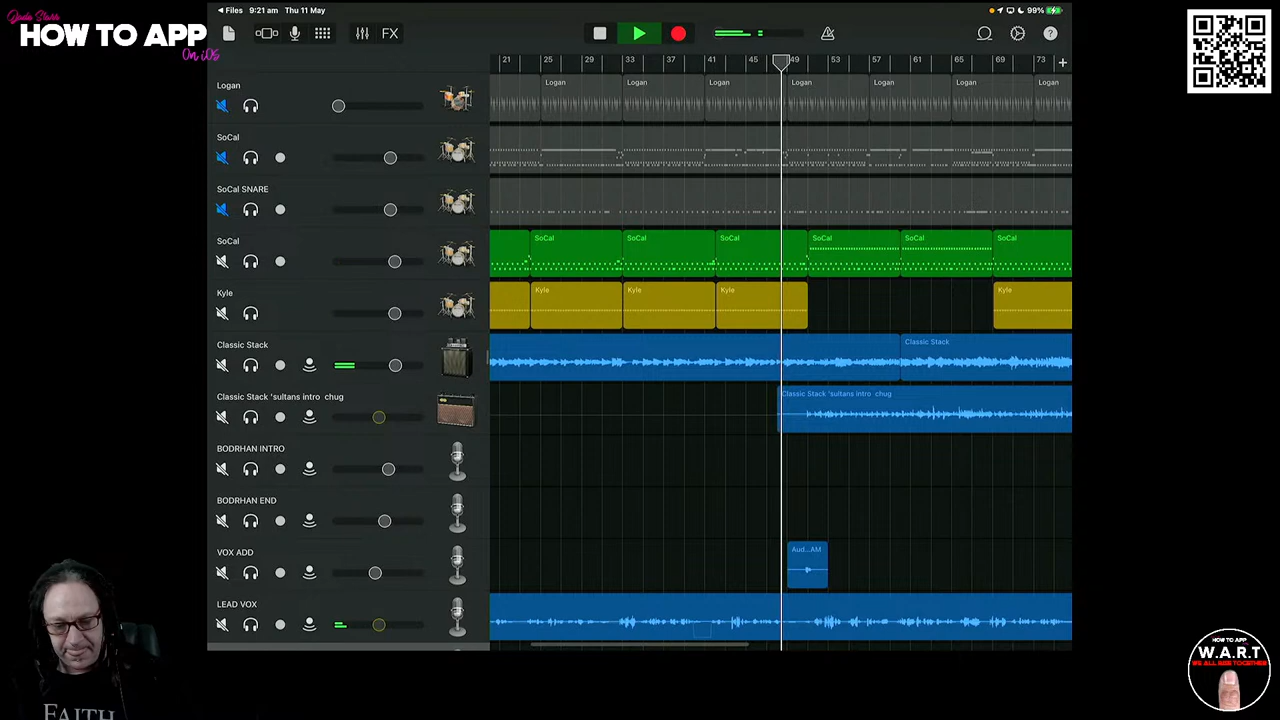 Files 9:21 am Thu 11 May 99%
Jade Starr
HOW TO APP
On iOS
FX
21 25 29 33 37 41 45 49 53 57 61 65 69 73
Logan
Logan Logan Logan Logan Logan Logan Logan
SoCal
SoCal SNARE
SoCal
SoCal SoCal SoCal SoCal SoCal SoCal
Kyle
Kyle Kyle Kyle Kyle
Classic Stack
Classic Stack
Classic Stack 'sultans intro chug
Classic Stack 'sultans intro chug
BODRHAN INTRO
BODRHAN END
VOX ADD
Aud...AM
LEAD VOX
FAITH
HOW TO APP
W.A.R.T
WE ALL RISE TOGETHER